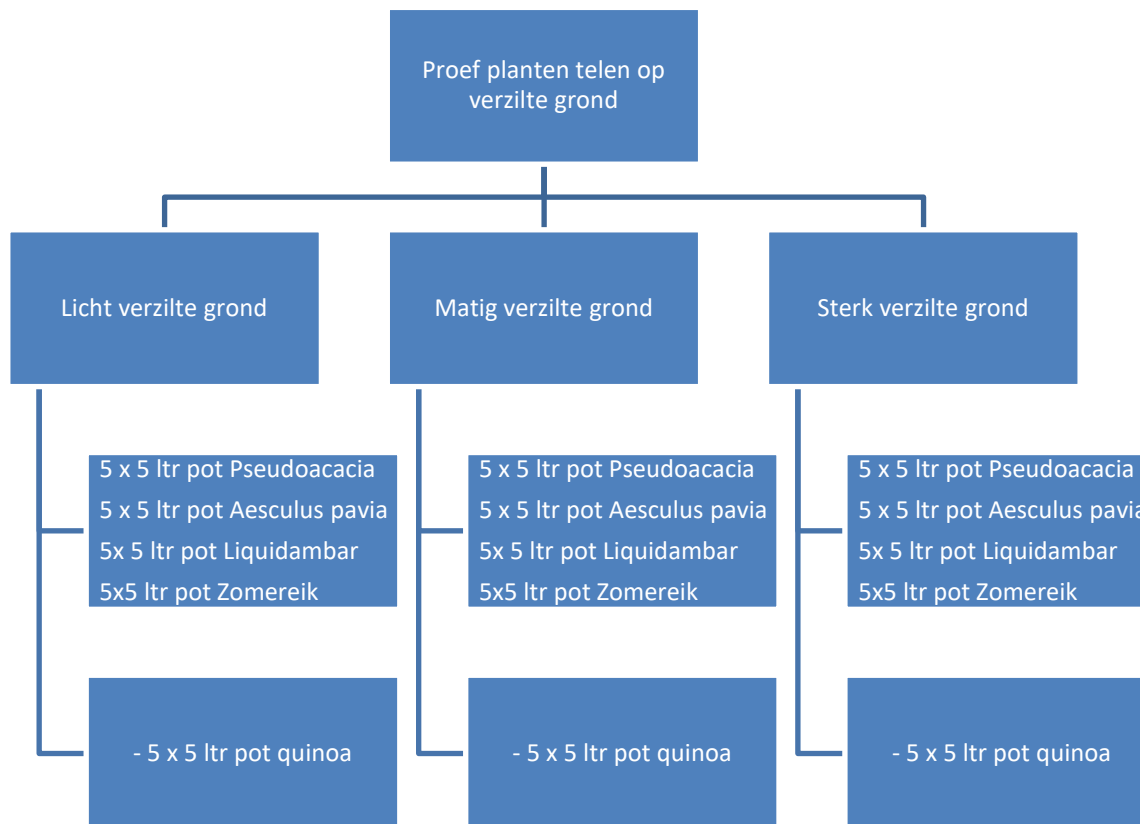 Proef planten telen op
verzilte grond
Licht verzilte grond
5 x 5 ltr pot Pseudoacacia
5 x 5 ltr pot Aesculus pavia
5x 5 ltr pot Liquidambar
5x5 ltr pot Zomereik
- 5 x 5 ltr pot quinoa
Matig verzilte grond
5 x 5 ltr pot Pseudoacacia
5 x 5 ltr pot Aesculus pavia
5x 5 ltr pot Liquidambar
5x5 ltr pot Zomereik
- 5 x 5 ltr pot quinoa
Sterk verzilte grond
5 x 5 ltr pot Pseudoacacia
5 x 5 ltr pot Aesculus pavia
5x 5 ltr pot Liquidambar
5x5 ltr pot Zomereik
- 5 x 5 ltr pot quinoa